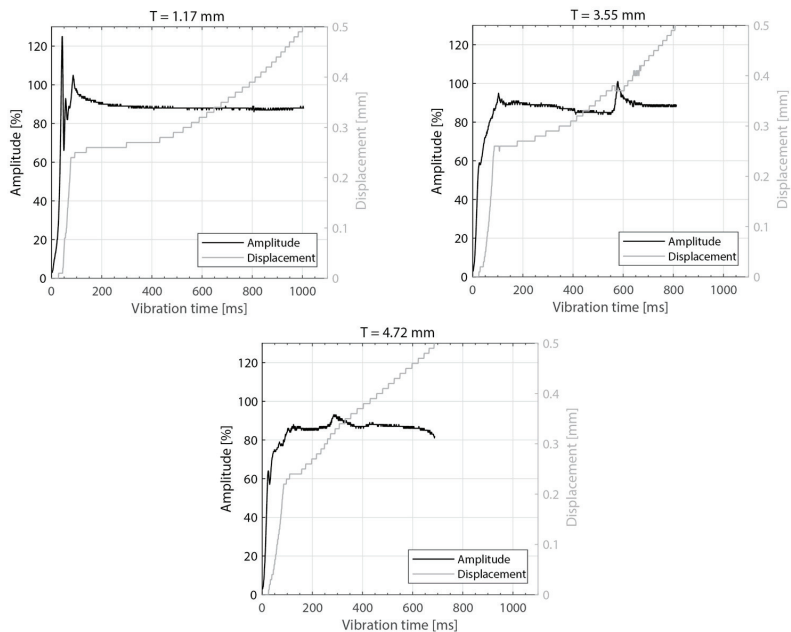 T = 1.17 mm
120
100
80
60
40
20
0
Amplitude [%]
0.5
0.4
0.3
0.2
0.1
0
Displacement [mm]
Amplitude
Displacement
0 200 400 600 800 1000
Vibration time [ms]
T = 3.55 mm
120
100
80
60
40
20
0
Amplitude [%]
0.5
0.4
0.3
0.2
0.1
0
Displacement [mm]
Amplitude
Displacement
0 200 400 600 800 1000
Vibration time [ms]
T = 4.72 mm
120
100
80
60
40
20
0
Amplitude [%]
0.5
0.4
0.3
0.2
0.1
0
Displacement [mm]
Amplitude
Displacement
0 200 400 600 800 1000
Vibration time [ms]